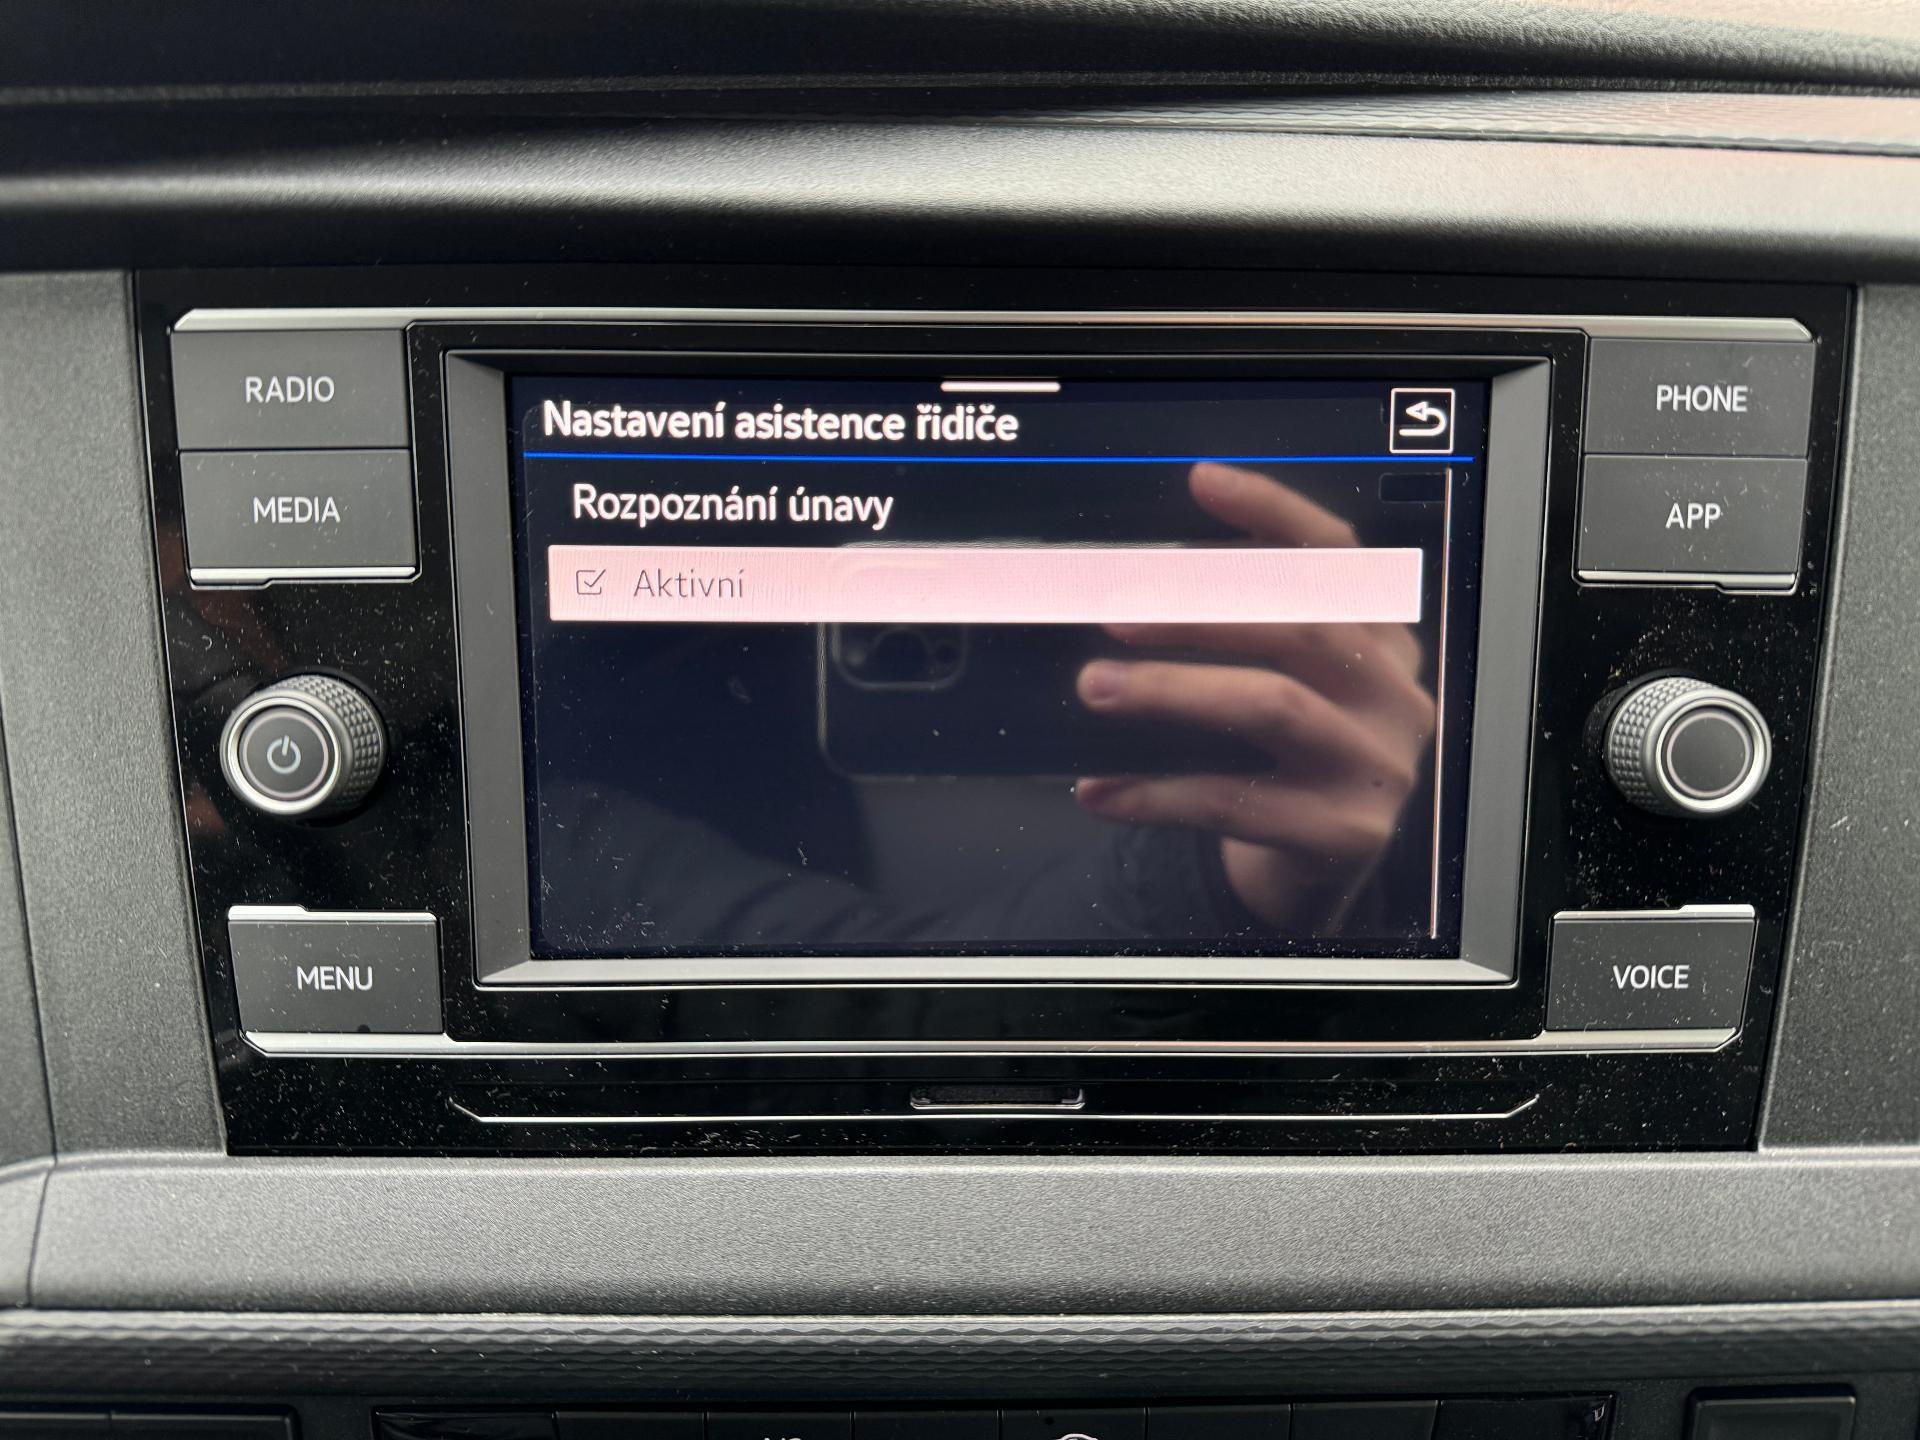 RADIO
MEDIA
MENU
Nastavení asistence řidiče
Rozpoznání únavy
Aktivní
PHONE
APP
VOICE